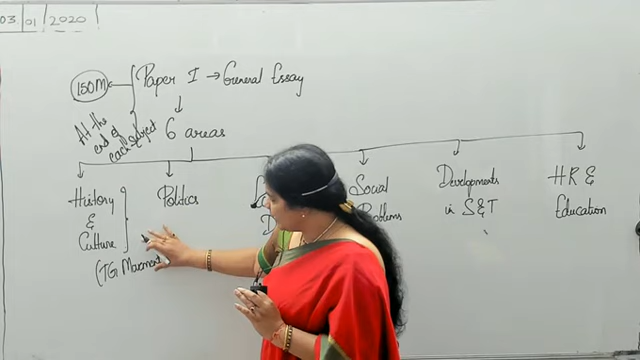 03 01 2020
150M Paper I → General Essay
At the
end of
each subject
6 areas
History
&
Culture
(TG Movement
Politics
Social
Problems
Developments
in S&T
HR &
Education